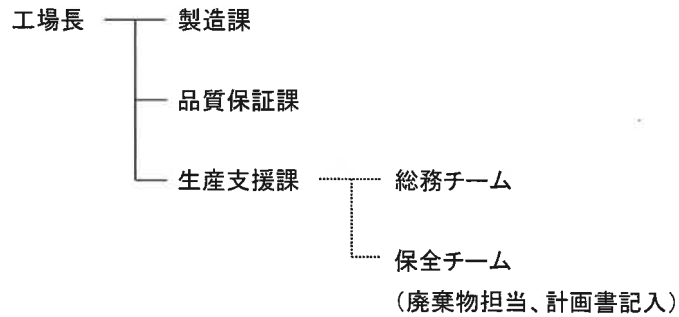 工場長 製造課
品質保証課
生産支援課 総務チーム
保全チーム
(廃棄物担当、計画書記入)